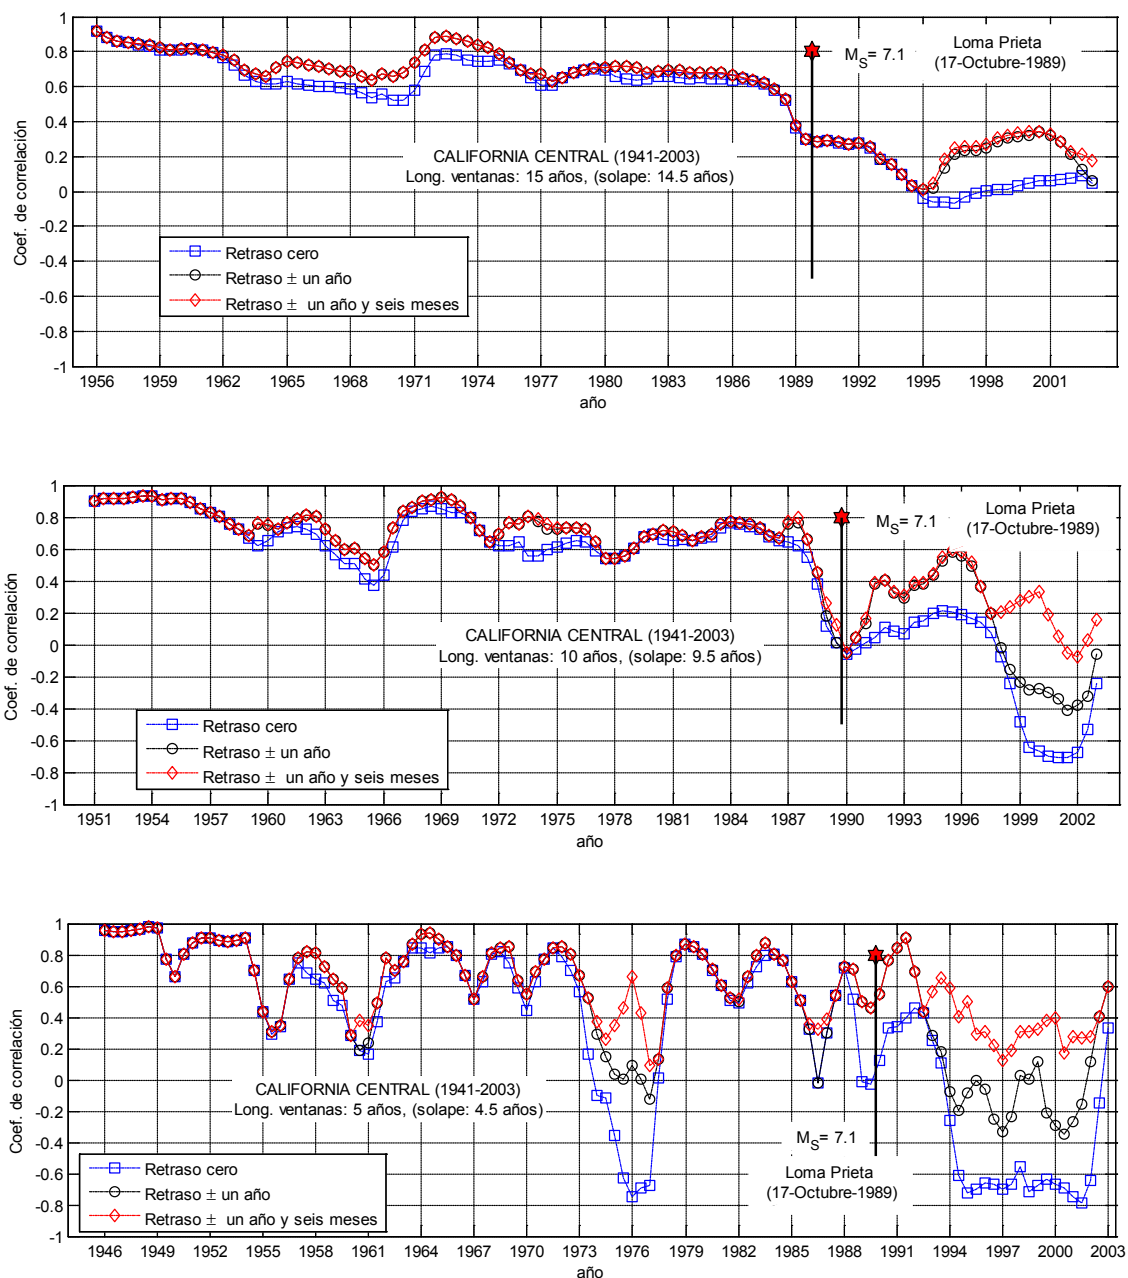 1
0.8
0.6
0.4
0.2
0
-0.2
-0.4
-0.6
-0.8
-1
Coef. de correlación
M_S= 7.1
Loma Prieta
(17-Octubre-1989)
CALIFORNIA CENTRAL (1941-2003)
Long. ventanas: 15 años, (solape: 14.5 años)
Retraso cero
Retraso ± un año
Retraso ± un año y seis meses
1956 1959 1962 1965 1968 1971 1974 1977 1980 1983 1986 1989 1992 1995 1998 2001
año
1
0.8
0.6
0.4
0.2
0
-0.2
-0.4
-0.6
-0.8
-1
Coef. de correlación
M_S= 7.1
Loma Prieta
(17-Octubre-1989)
CALIFORNIA CENTRAL (1941-2003)
Long. ventanas: 10 años, (solape: 9.5 años)
Retraso cero
Retraso ± un año
Retraso ± un año y seis meses
1951 1954 1957 1960 1963 1966 1969 1972 1975 1978 1981 1984 1987 1990 1993 1996 1999 2002
año
1
0.8
0.6
0.4
0.2
0
-0.2
-0.4
-0.6
-0.8
-1
Coef. de correlación
CALIFORNIA CENTRAL (1941-2003)
Long. ventanas: 5 años, (solape: 4.5 años)
M_S= 7.1
Loma Prieta
(17-Octubre-1989)
Retraso cero
Retraso ± un año
Retraso ± un año y seis meses
1946 1949 1952 1955 1958 1961 1964 1967 1970 1973 1976 1979 1982 1985 1988 1991 1994 1997 2000 2003
año